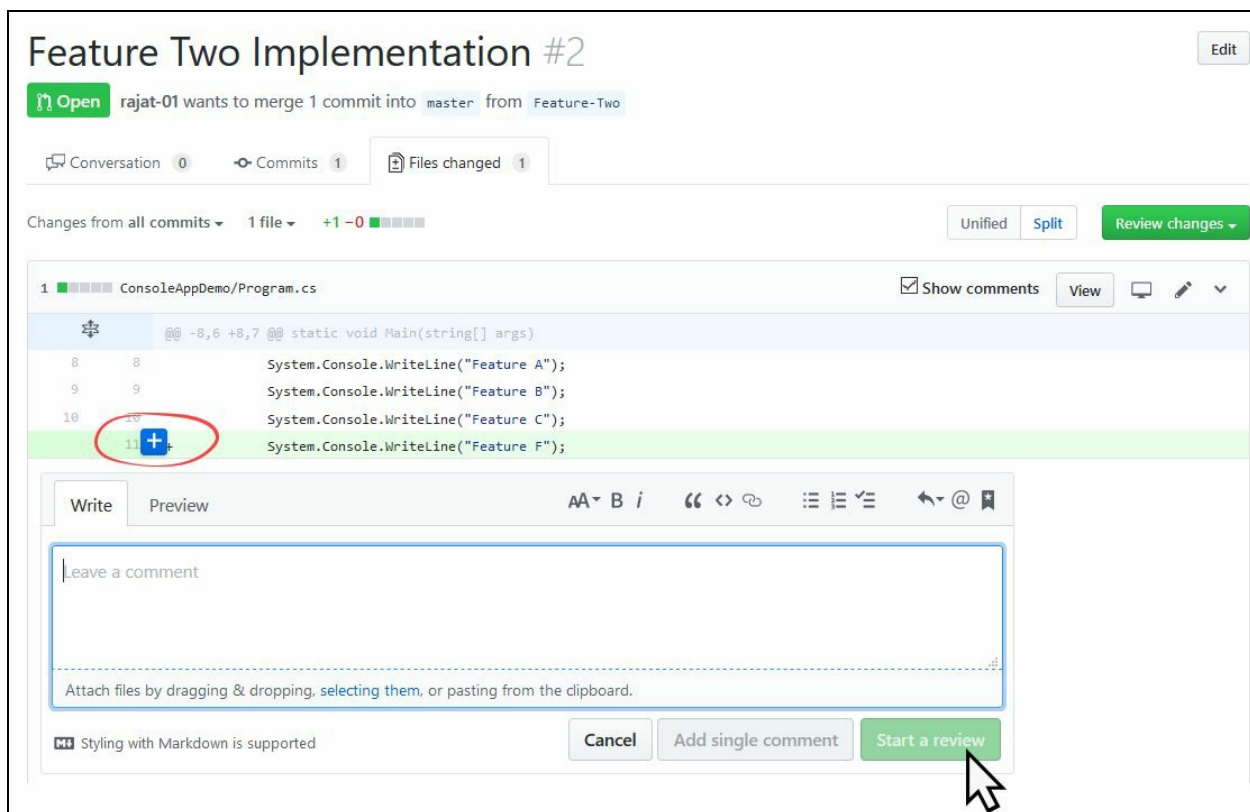 Feature Two Implementation #2
Edit
Open rajat-01 wants to merge 1 commit into master from Feature-Two
Conversation 0 Commits 1 Files changed 1
Changes from all commits 1 file +1 −0
Unified Split Review changes
1 ConsoleAppDemo/Program.cs Show comments View
@@ -8,6 +8,7 @@ static void Main(string[] args)
8 8 System.Console.WriteLine("Feature A");
9 9 System.Console.WriteLine("Feature B");
10 10 System.Console.WriteLine("Feature C");
11 + System.Console.WriteLine("Feature F");
Write Preview AA B i “ <> @
Leave a comment
Attach files by dragging & dropping, selecting them, or pasting from the clipboard.
Styling with Markdown is supported Cancel Add single comment Start a review